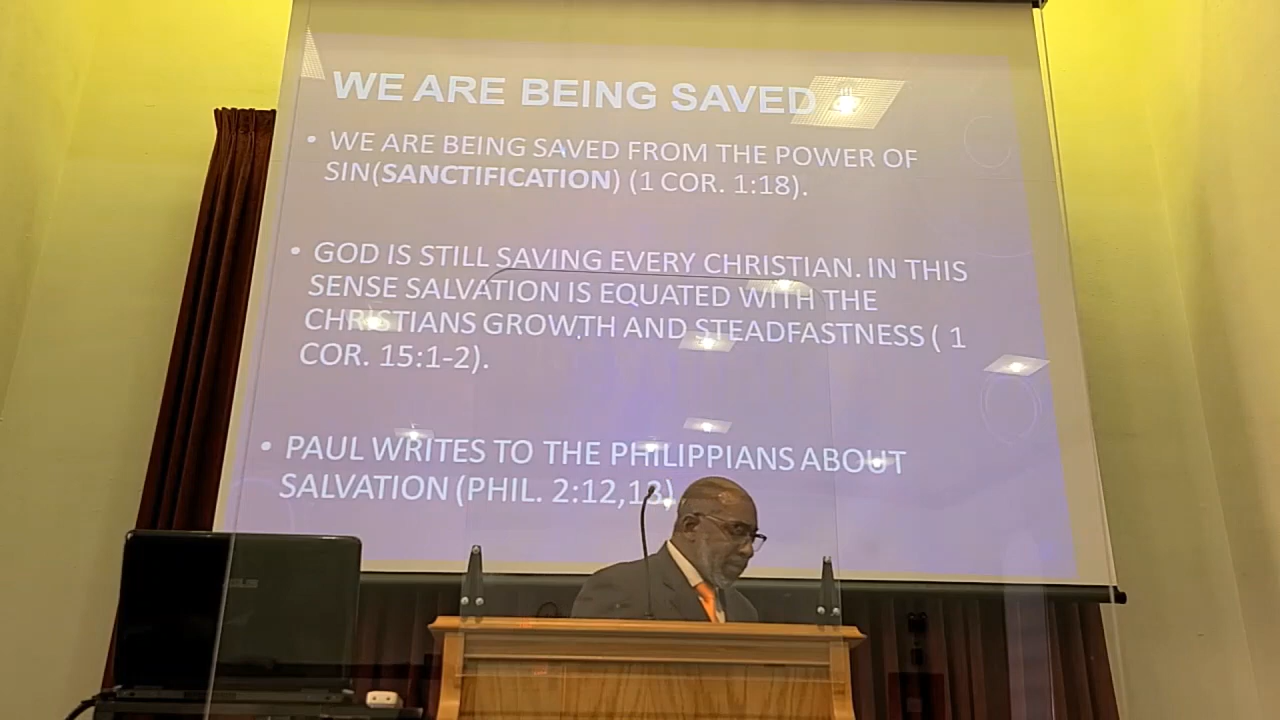 WE ARE BEING SAVED
• WE ARE BEING SAVED FROM THE POWER OF
SIN(SANCTIFICATION) (1 COR. 1:18).
• GOD IS STILL SAVING EVERY CHRISTIAN. IN THIS
SENSE SALVATION IS EQUATED WITH THE
CHRISTIANS GROWTH AND STEADFASTNESS ( 1
COR. 15:1-2).
• PAUL WRITES TO THE PHILIPPIANS ABOUT
SALVATION (PHIL. 2:12,13).